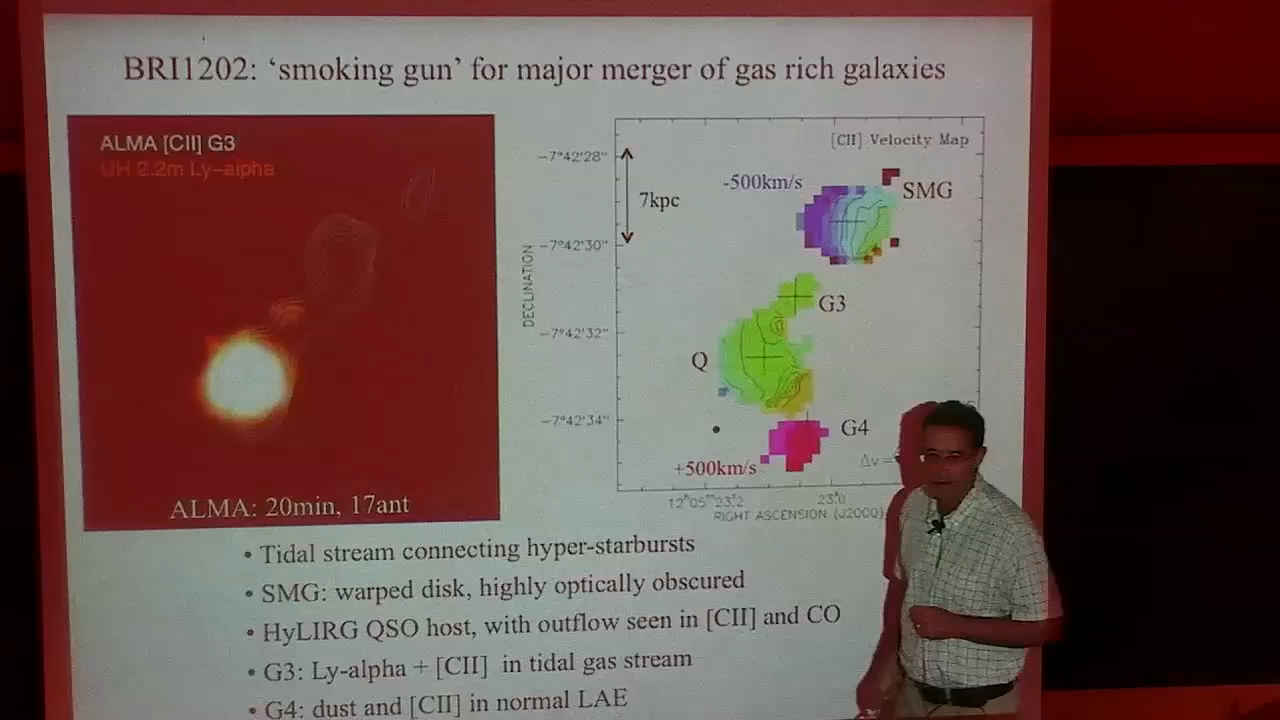 BRI1202: ‘smoking gun’ for major merger of gas rich galaxies
ALMA [CII] G3
UH 2.2m Ly-alpha
ALMA: 20min, 17ant
[CII] Velocity Map
-7°42'28"
-500km/s
SMG
7kpc
-7°42'30"
DECLINATION
G3
-7°42'32"
Q
-7°42'34"
G4
+500km/s
Δv =
12ʰ05ᵐ23ˢ2
23ˢ0
RIGHT ASCENSION (J2000)
• Tidal stream connecting hyper-starbursts
• SMG: warped disk, highly optically obscured
• HyLIRG QSO host, with outflow seen in [CII] and CO
• G3: Ly-alpha + [CII] in tidal gas stream
• G4: dust and [CII] in normal LAE